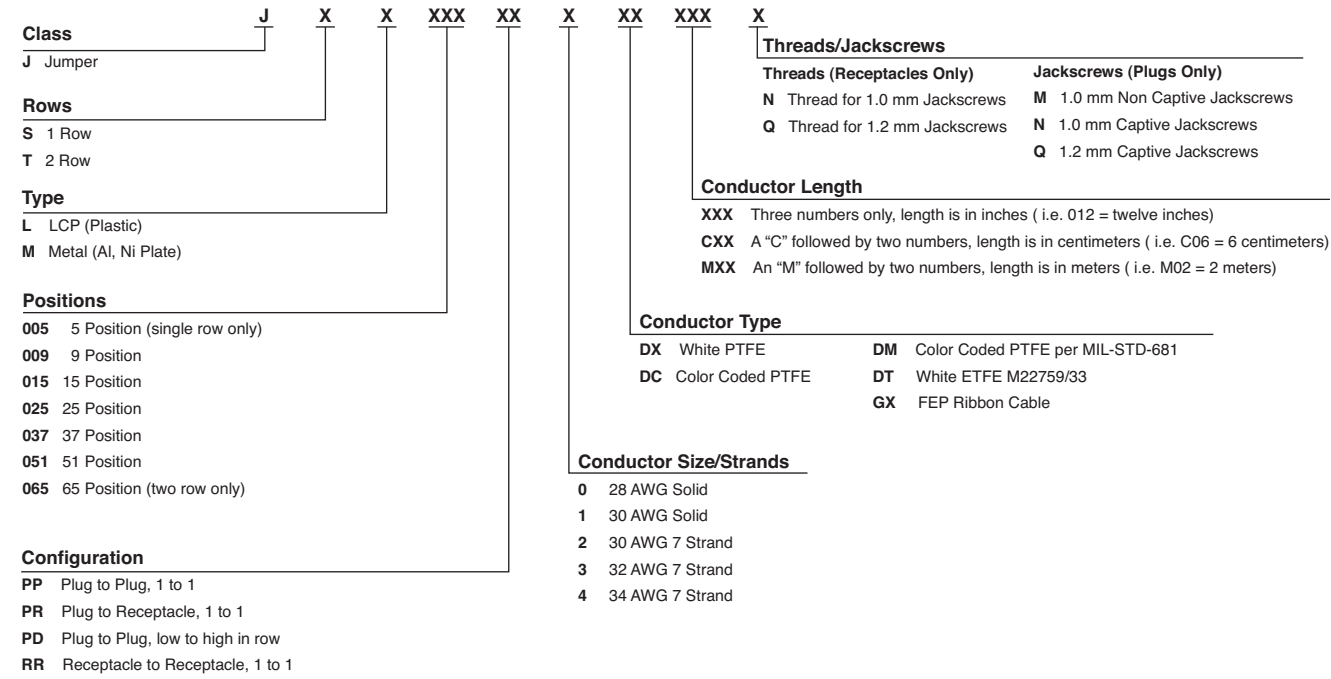 J X X XXX XX X XX XXX X
Class
J Jumper
Rows
S 1 Row
T 2 Row
Type
L LCP (Plastic)
M Metal (Al, Ni Plate)
Positions
005 5 Position (single row only)
009 9 Position
015 15 Position
025 25 Position
037 37 Position
051 51 Position
065 65 Position (two row only)
Configuration
PP Plug to Plug, 1 to 1
PR Plug to Receptacle, 1 to 1
PD Plug to Plug, low to high in row
RR Receptacle to Receptacle, 1 to 1
Threads/Jackscrews
Threads (Receptacles Only)
N Thread for 1.0 mm Jackscrews
Q Thread for 1.2 mm Jackscrews
Jackscrews (Plugs Only)
M 1.0 mm Non Captive Jackscrews
N 1.0 mm Captive Jackscrews
Q 1.2 mm Captive Jackscrews
Conductor Length
XXX Three numbers only, length is in inches ( i.e. 012 = twelve inches)
CXX A “C” followed by two numbers, length is in centimeters ( i.e. C06 = 6 centimeters)
MXX An “M” followed by two numbers, length is in meters ( i.e. M02 = 2 meters)
Conductor Type
DX White PTFE
DC Color Coded PTFE
DM Color Coded PTFE per MIL-STD-681
DT White ETFE M22759/33
GX FEP Ribbon Cable
Conductor Size/Strands
0 28 AWG Solid
1 30 AWG Solid
2 30 AWG 7 Strand
3 32 AWG 7 Strand
4 34 AWG 7 Strand